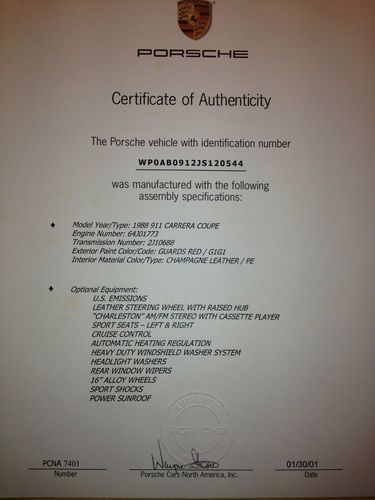 PORSCHE
PORSCHE
Certificate of Authenticity
The Porsche vehicle with identification number
WP0AB0912JS120544
was manufactured with the following
assembly specifications:
♦ Model Year/Type: 1988 911 CARRERA COUPE
Engine Number: 64J01773
Transmission Number: 2J10688
Exterior Paint Color/Code: GUARDS RED / G1G1
Interior Material Color/Type: CHAMPAGNE LEATHER / PE
♦ Optional Equipment:
U.S. EMISSIONS
LEATHER STEERING WHEEL WITH RAISED HUB
"CHARLESTON" AM/FM STEREO WITH CASSETTE PLAYER
SPORT SEATS – LEFT & RIGHT
CRUISE CONTROL
AUTOMATIC HEATING REGULATION
HEAVY DUTY WINDSHIELD WASHER SYSTEM
HEADLIGHT WASHERS
REAR WINDOW WIPERS
16" ALLOY WHEELS
SPORT SHOCKS
POWER SUNROOF
PCNA 7401
01/30/01
Number
Porsche Cars North America, Inc.
Date